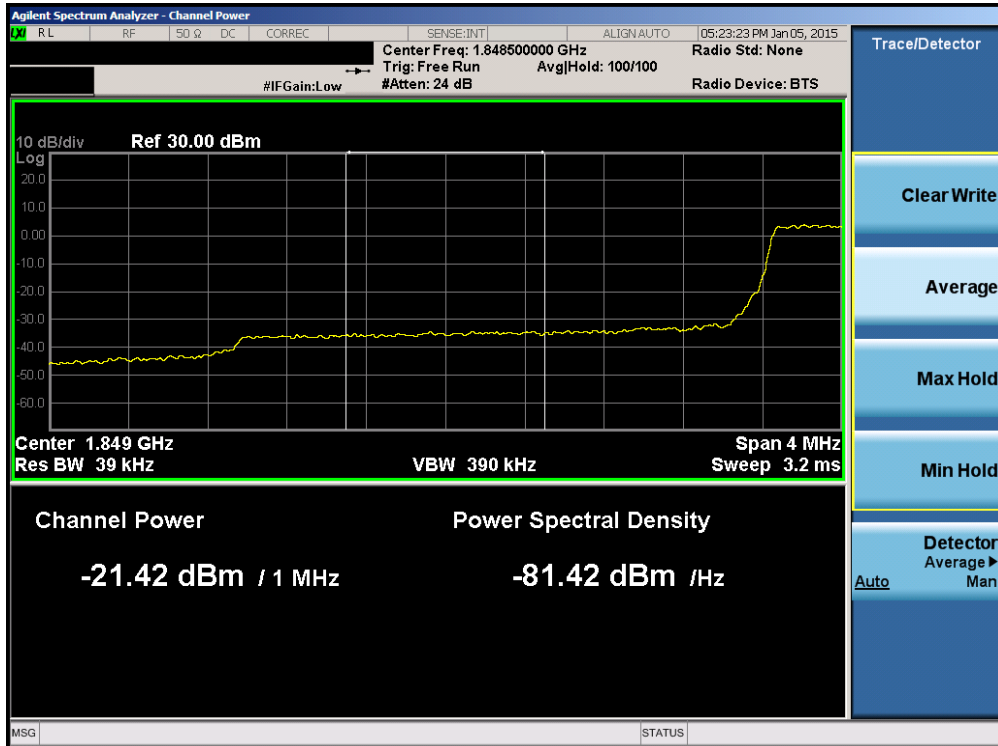 Agilent Spectrum Analyzer - Channel Power
LXI RL RF 50 Ω DC CORREC SENSE:INT ALIGN AUTO 05:23:23 PM Jan 05, 2015
Center Freq: 1.848500000 GHz Radio Std: None
Trig: Free Run Avg|Hold: 100/100
#IFGain:Low #Atten: 24 dB Radio Device: BTS
10 dB/div Ref 30.00 dBm
Log
20.0
10.0
0.00
-10.0
-20.0
-30.0
-40.0
-50.0
-60.0
Center 1.849 GHz Span 4 MHz
Res BW 39 kHz VBW 390 kHz Sweep 3.2 ms
Channel Power Power Spectral Density
-21.42 dBm / 1 MHz -81.42 dBm /Hz
MSG STATUS
Trace/Detector
Clear Write
Average
Max Hold
Min Hold
Detector
Average▶
Auto Man